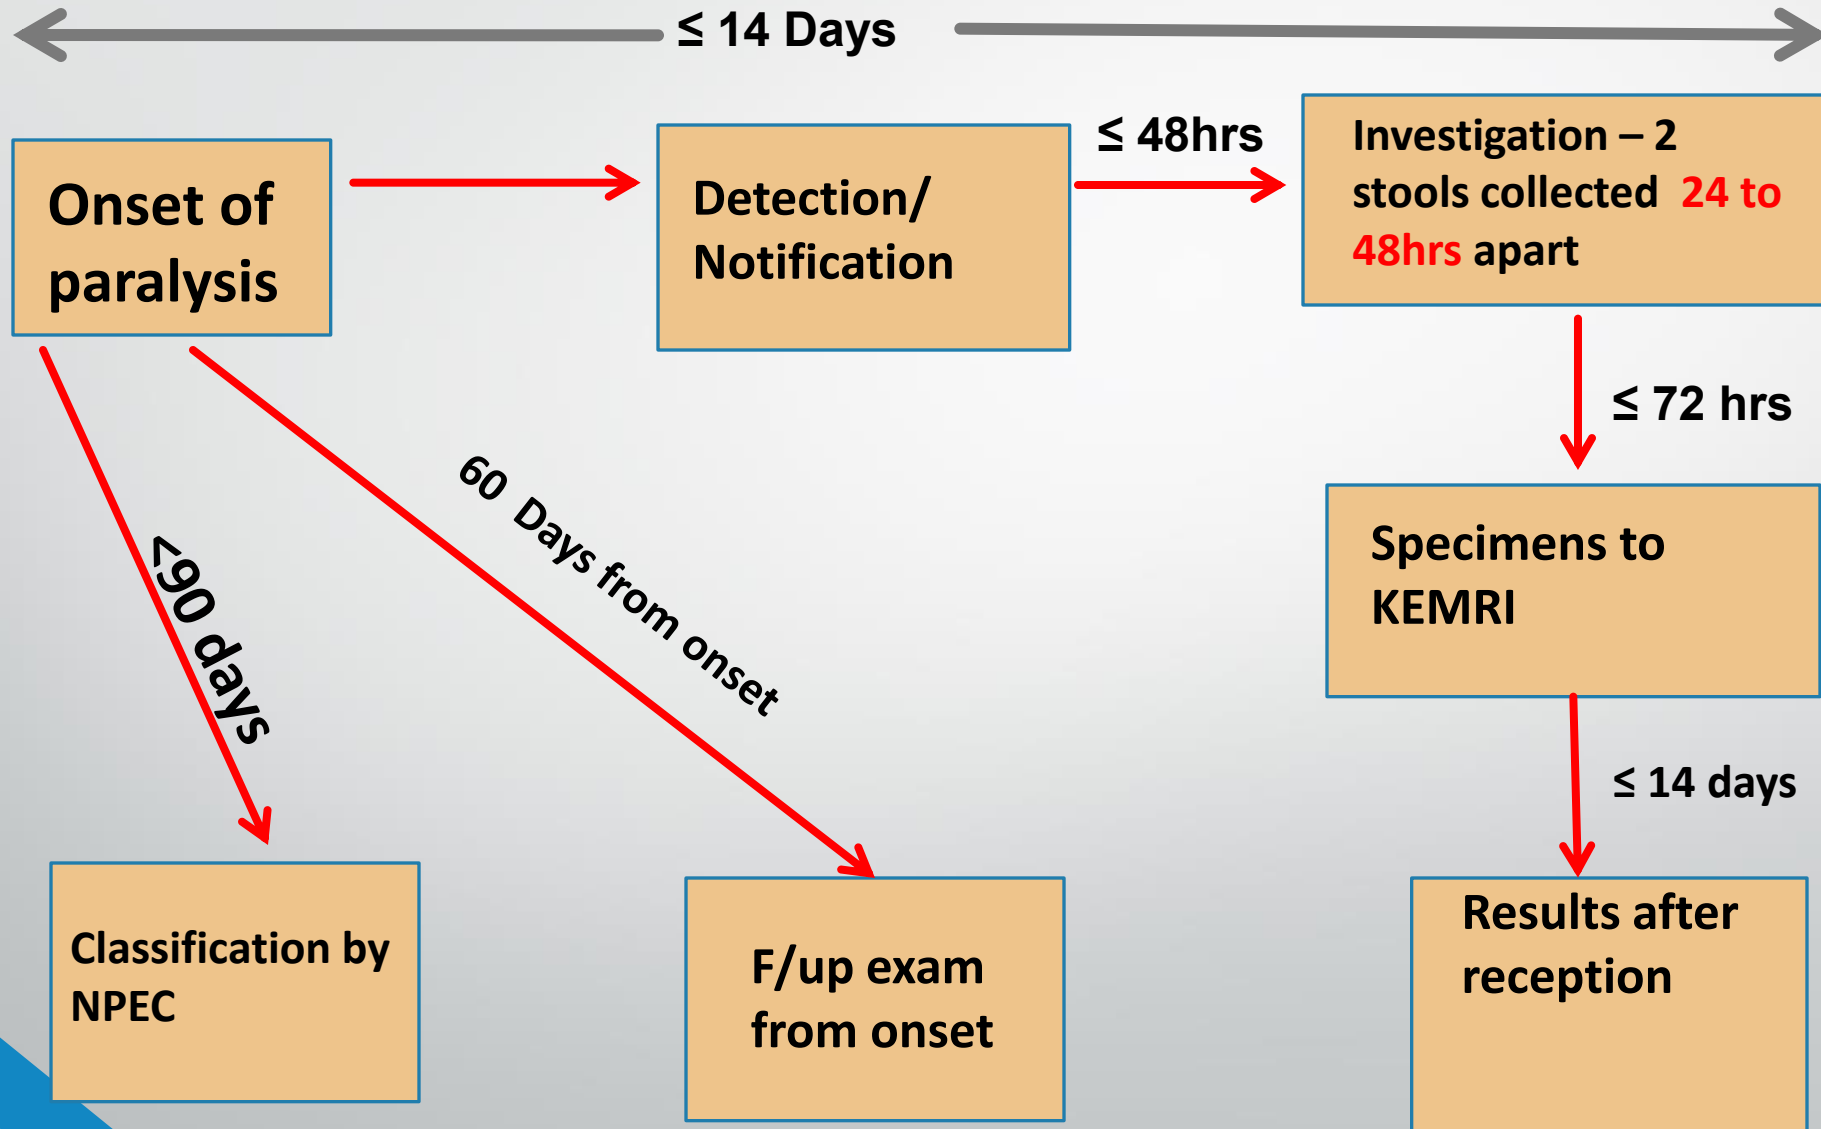 ≤ 14 Days
Onset of
paralysis
Detection/
Notification
≤ 48hrs
Investigation – 2
stools collected 24 to
48hrs apart
≤ 72 hrs
Specimens to
KEMRI
≤ 14 days
Results after
reception
60 Days from onset
F/up exam
from onset
<90 days
Classification by
NPEC